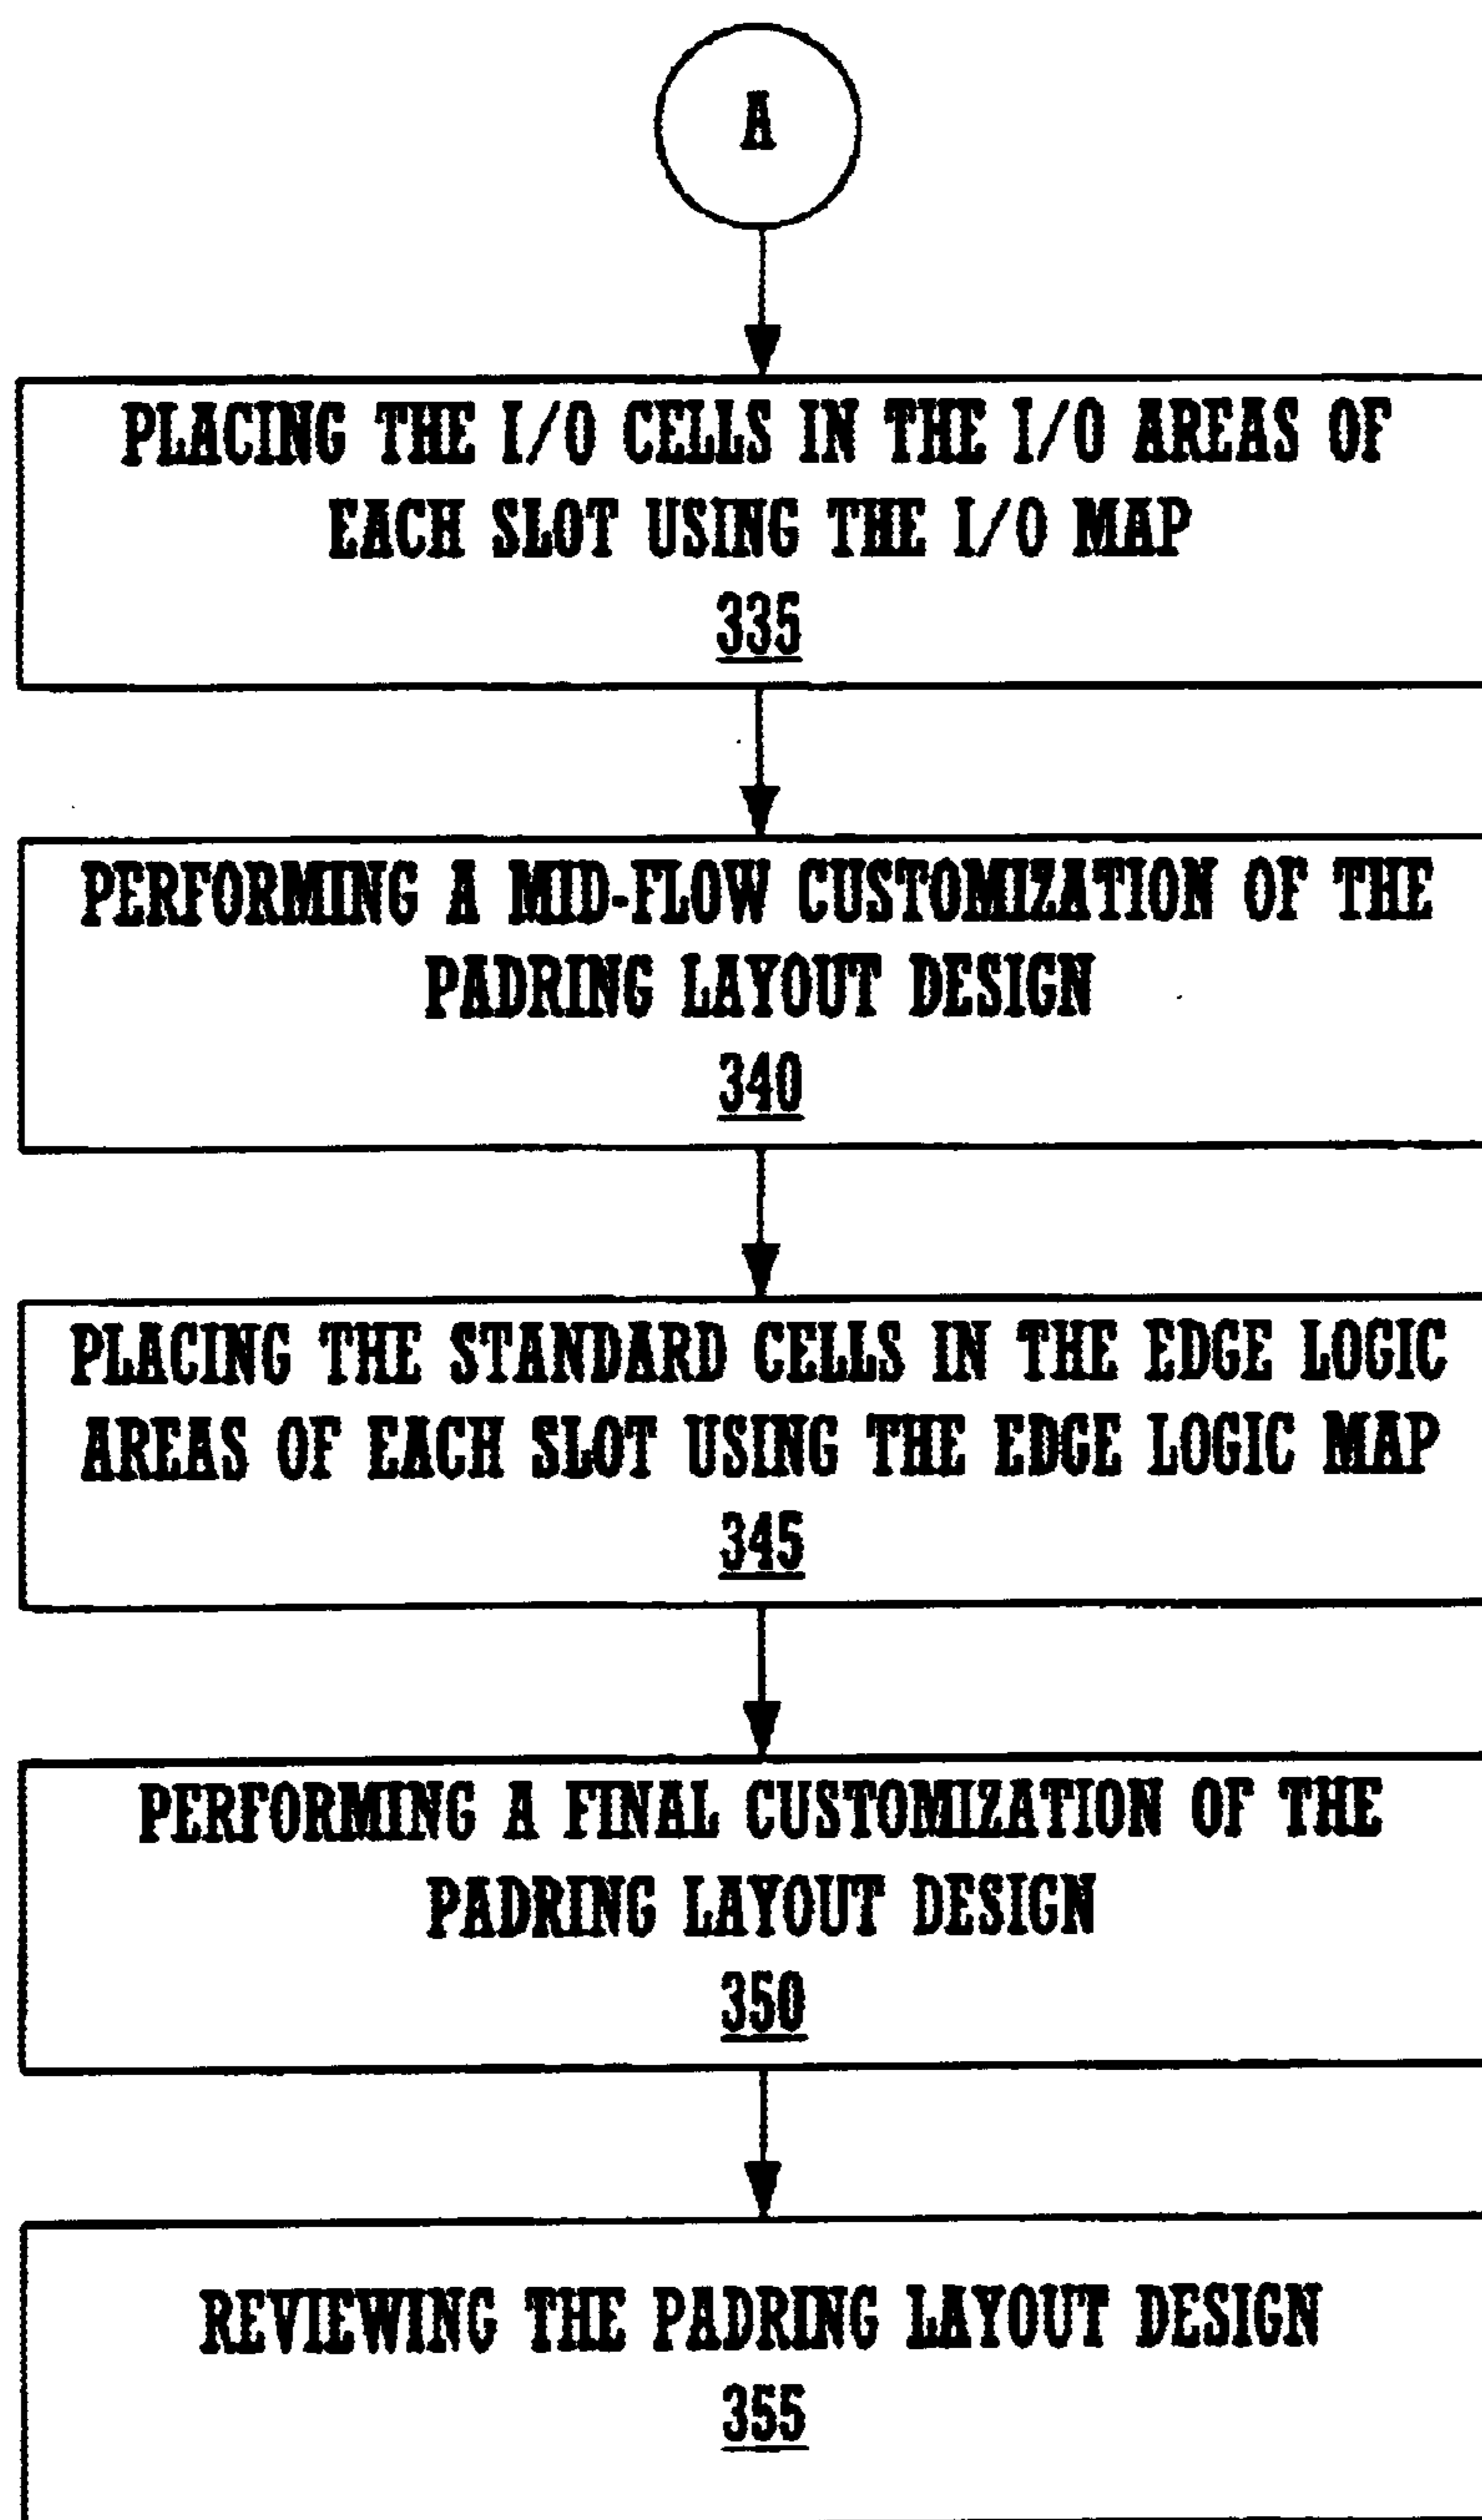 A
PLACING THE I/O CELLS IN THE I/O AREAS OF
EACH SLOT USING THE I/O MAP
335
PERFORMING A MID-FLOW CUSTOMIZATION OF THE
PADRING LAYOUT DESIGN
340
PLACING THE STANDARD CELLS IN THE EDGE LOGIC
AREAS OF EACH SLOT USING THE EDGE LOGIC MAP
345
PERFORMING A FINAL CUSTOMIZATION OF THE
PADRING LAYOUT DESIGN
350
REVIEWING THE PADRING LAYOUT DESIGN
355